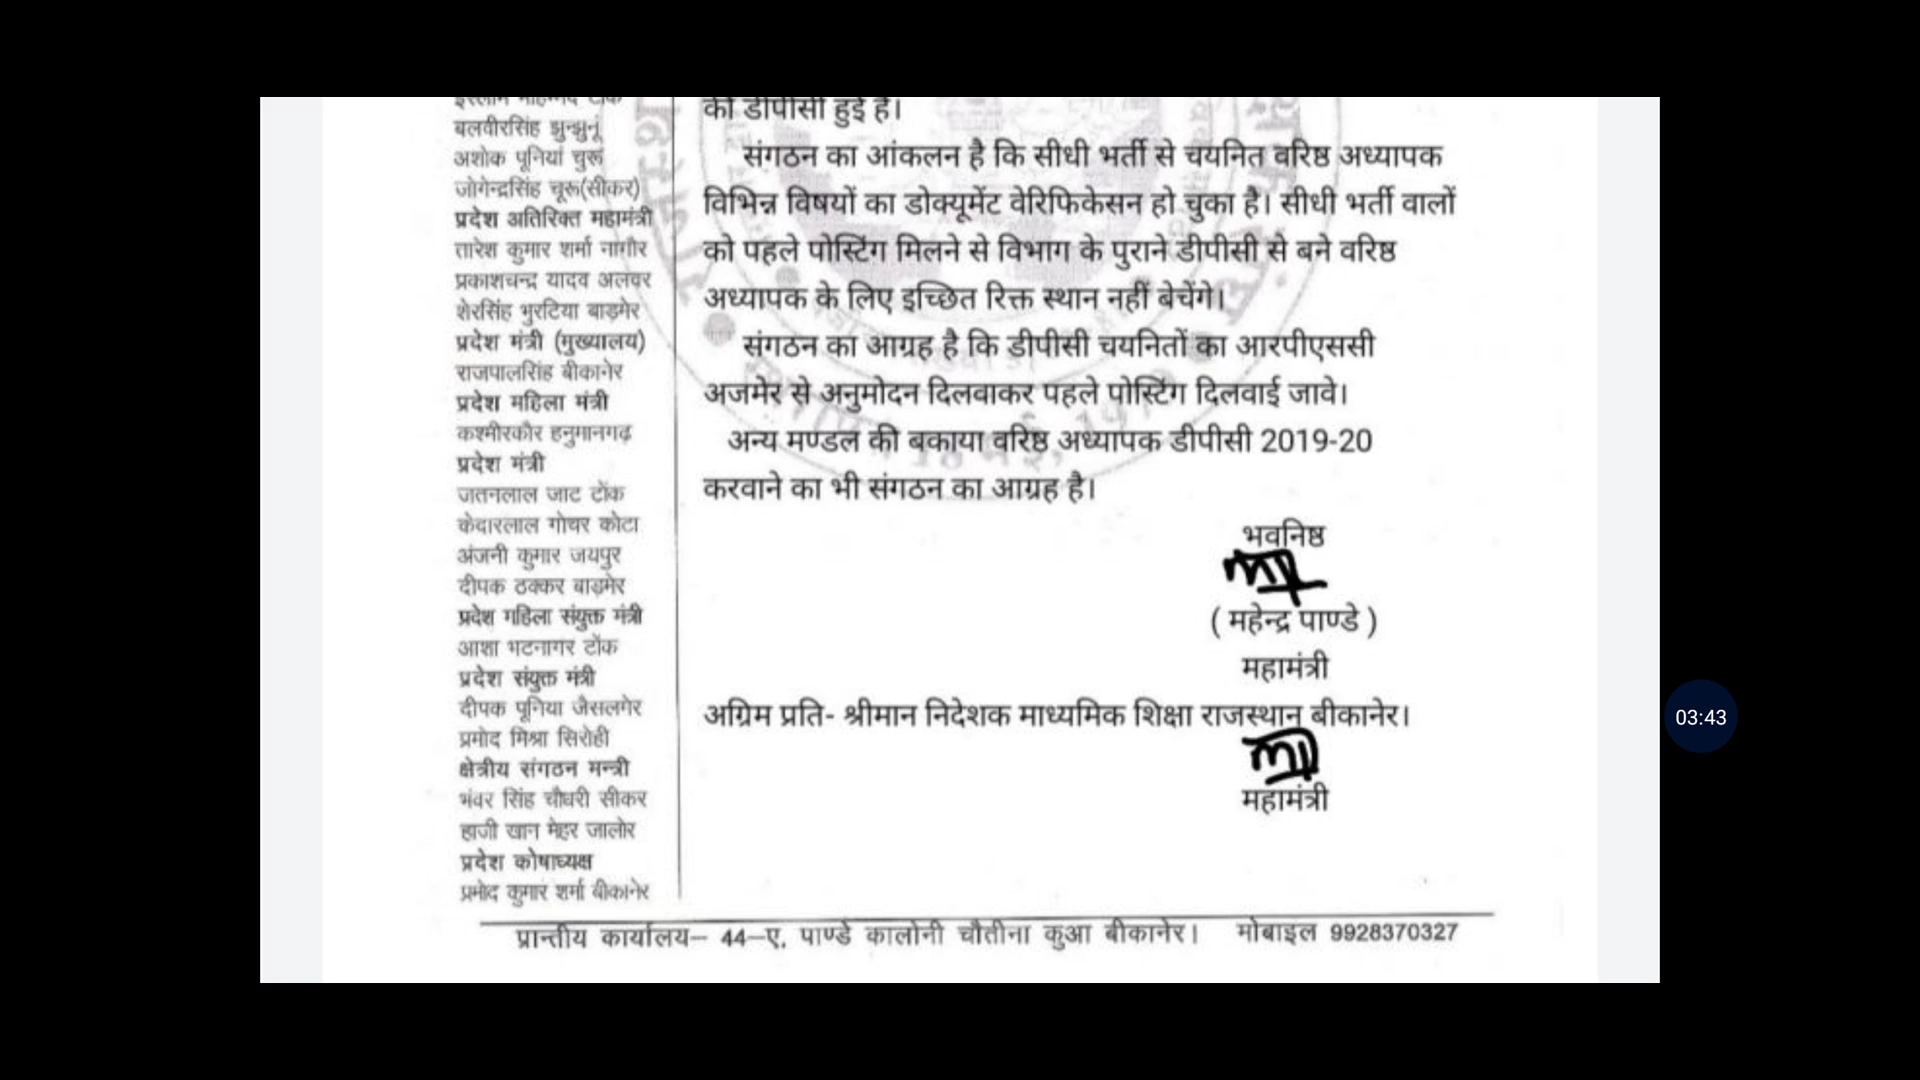 बलवीरसिंह झुन्झुनूं
अशोक पूनियां चुरू
जोगेन्द्रसिंह चूरू(सीकर)
प्रदेश अतिरिक्त महामंत्री
तारेश कुमार शर्मा नागौर
प्रकाशचन्द्र यादव अलवर
शेरसिंह भुरटिया बाड़मेर
प्रदेश मंत्री (मुख्यालय)
राजपालसिंह बीकानेर
प्रदेश महिला मंत्री
कश्मीरकौर हनुमानगढ़
प्रदेश मंत्री
जतनलाल जाट टोंक
केदारलाल गोचर कोटा
अंजनी कुमार जयपुर
दीपक ठक्कर बाड़मेर
प्रदेश महिला संयुक्त मंत्री
आशा भटनागर टोंक
प्रदेश संयुक्त मंत्री
दीपक पूनिया जैसलमेर
प्रमोद मिश्रा सिरोही
क्षेत्रीय संगठन मन्त्री
भंवर सिंह चौधरी सीकर
हाजी खान मेहर जालोर
प्रदेश कोषाध्यक्ष
प्रमोद कुमार शर्मा बीकानेर
की डीपीसी हुई है।
संगठन का आंकलन है कि सीधी भर्ती से चयनित वरिष्ठ अध्यापक
विभिन्न विषयों का डोक्यूमेंट वेरिफिकेसन हो चुका है। सीधी भर्ती वालों
को पहले पोस्टिंग मिलने से विभाग के पुराने डीपीसी से बने वरिष्ठ
अध्यापक के लिए इच्छित रिक्त स्थान नहीं बेचेंगे।
संगठन का आग्रह है कि डीपीसी चयनितों का आरपीएससी
अजमेर से अनुमोदन दिलवाकर पहले पोस्टिंग दिलवाई जावे।
अन्य मण्डल की बकाया वरिष्ठ अध्यापक डीपीसी 2019-20
करवाने का भी संगठन का आग्रह है।
भवनिष्ठ
( महेन्द्र पाण्डे )
महामंत्री
अग्रिम प्रति- श्रीमान निदेशक माध्यमिक शिक्षा राजस्थान बीकानेर।
महामंत्री
प्रान्तीय कार्यालय– 44–ए, पाण्डे कालोनी चौतीना कुआ बीकानेर। मोबाइल 9928370327
03:43